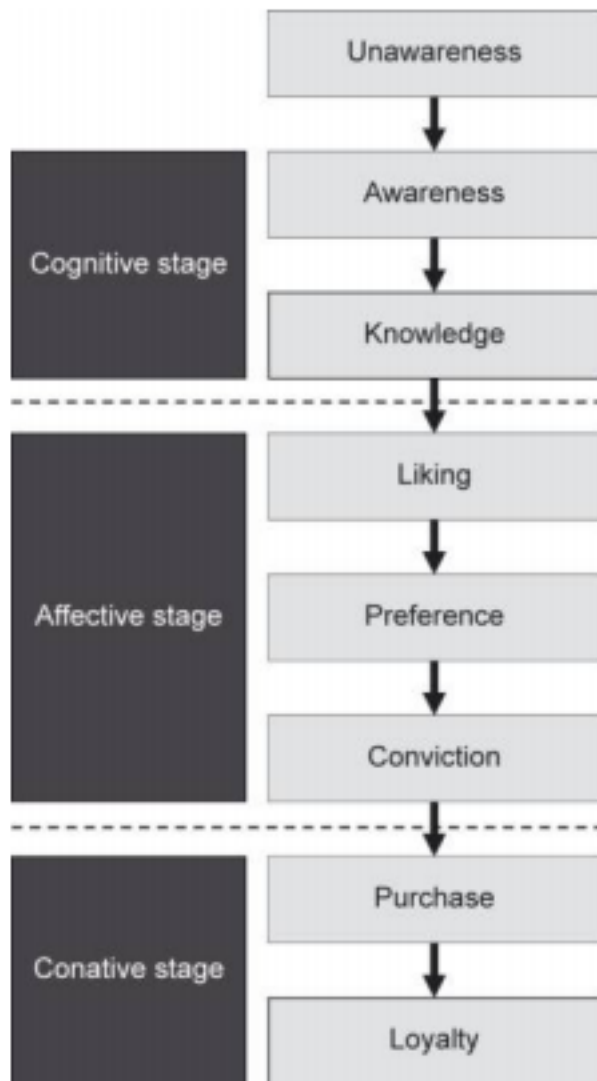 Unawareness
Awareness
Cognitive stage
Knowledge
Liking
Affective stage
Preference
Conviction
Purchase
Conative stage
Loyalty